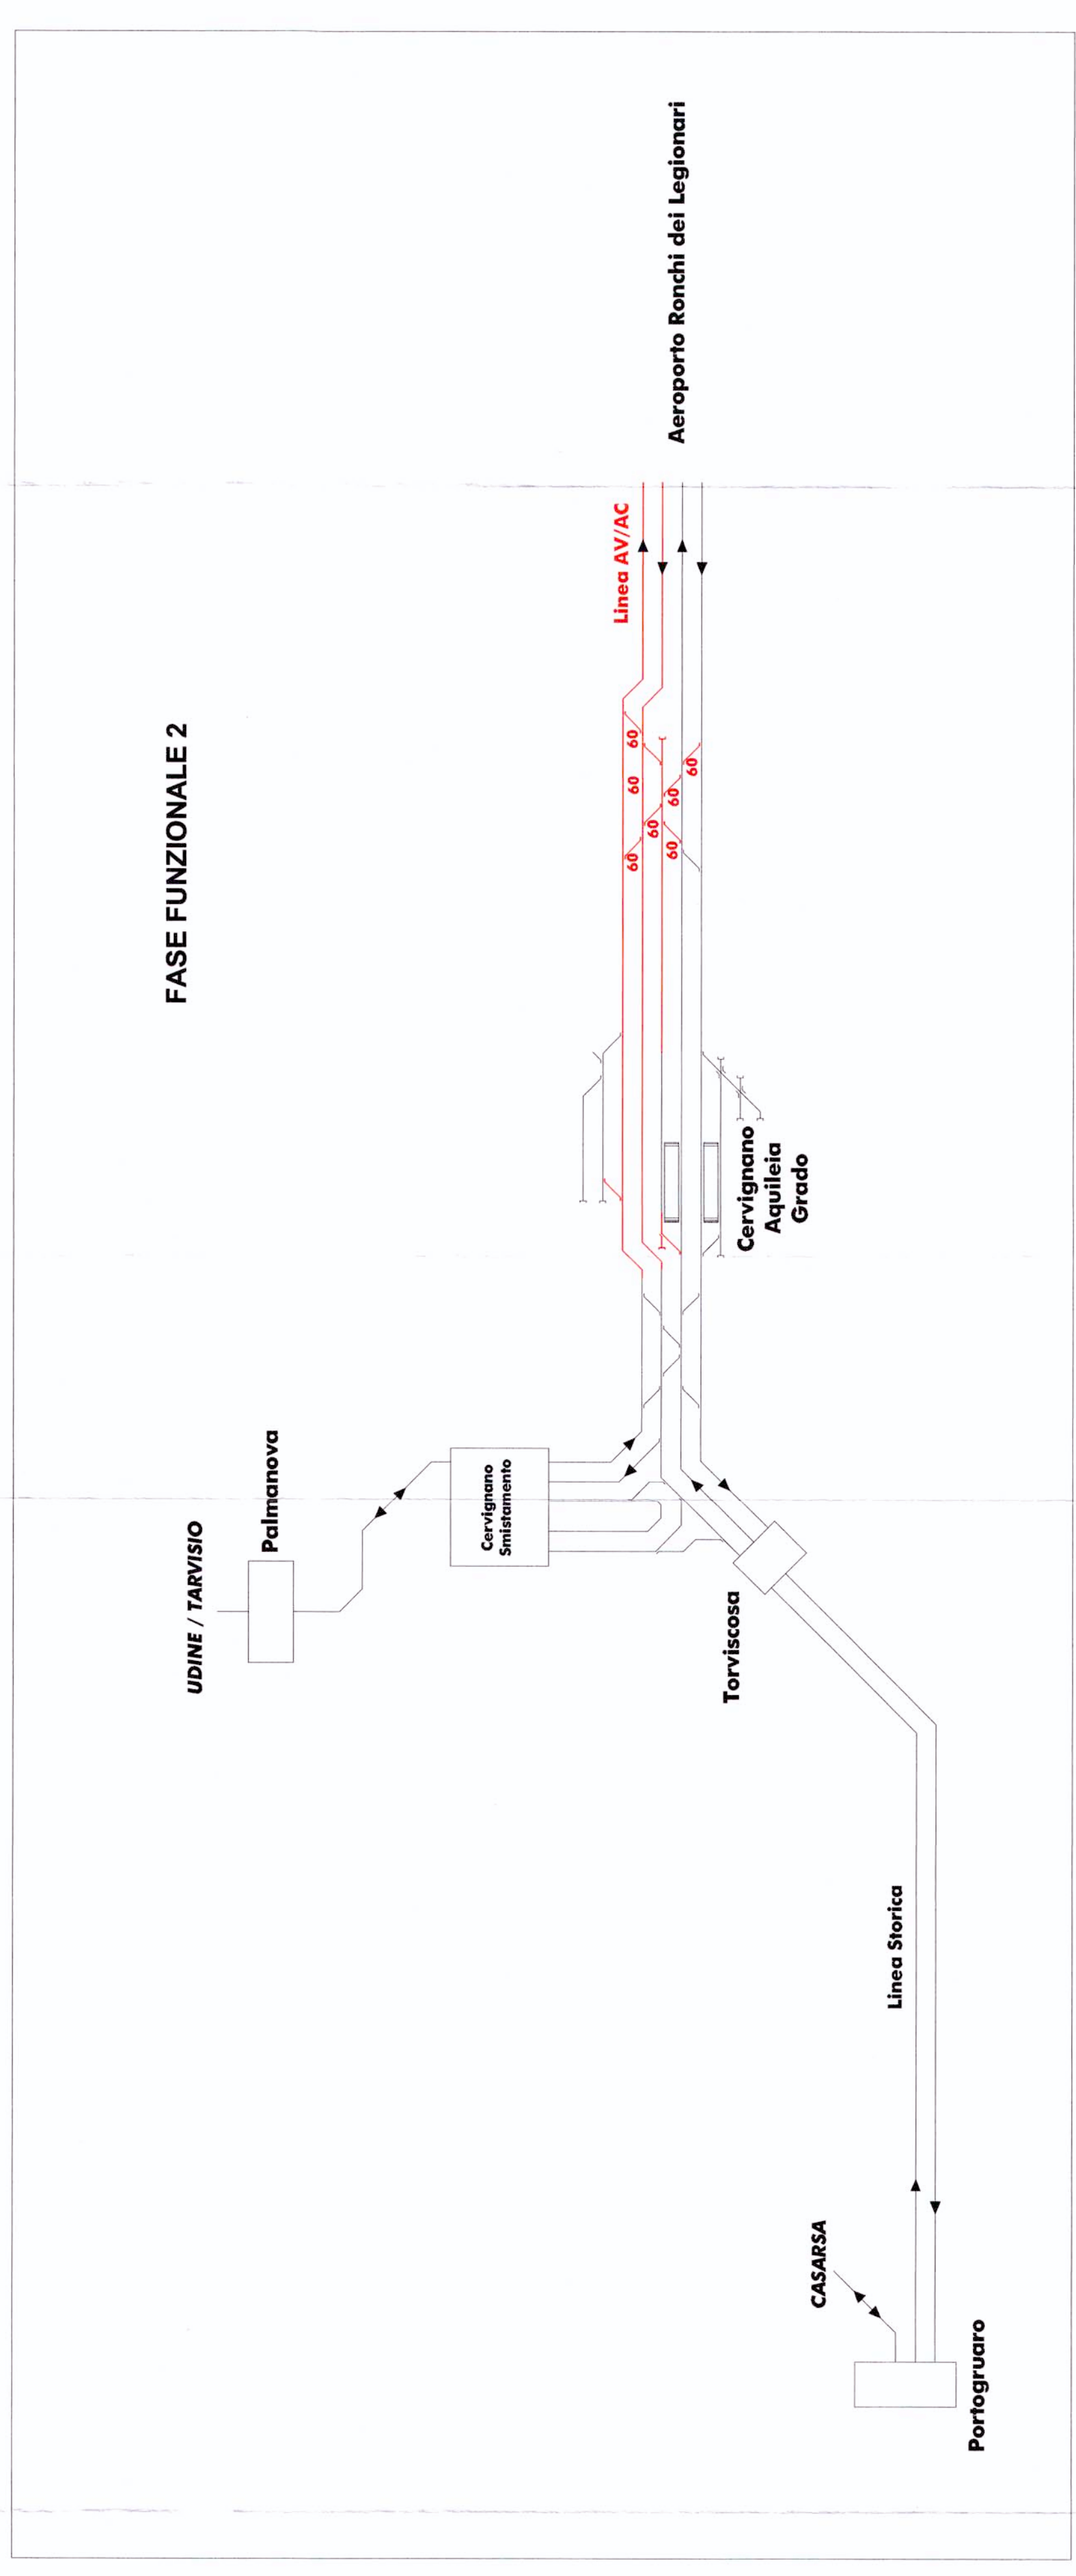 FASE FUNZIONALE 2
UDINE / TARVISIO
Palmanova
Cervignano
Smistamento
Linea AV/AC
Aeroporto Ronchi dei Legionari
60
60
60
60
60
60
60
Cervignano
Aquileia
Grado
Torviscosa
Linea Storica
CASARSA
Portogruaro